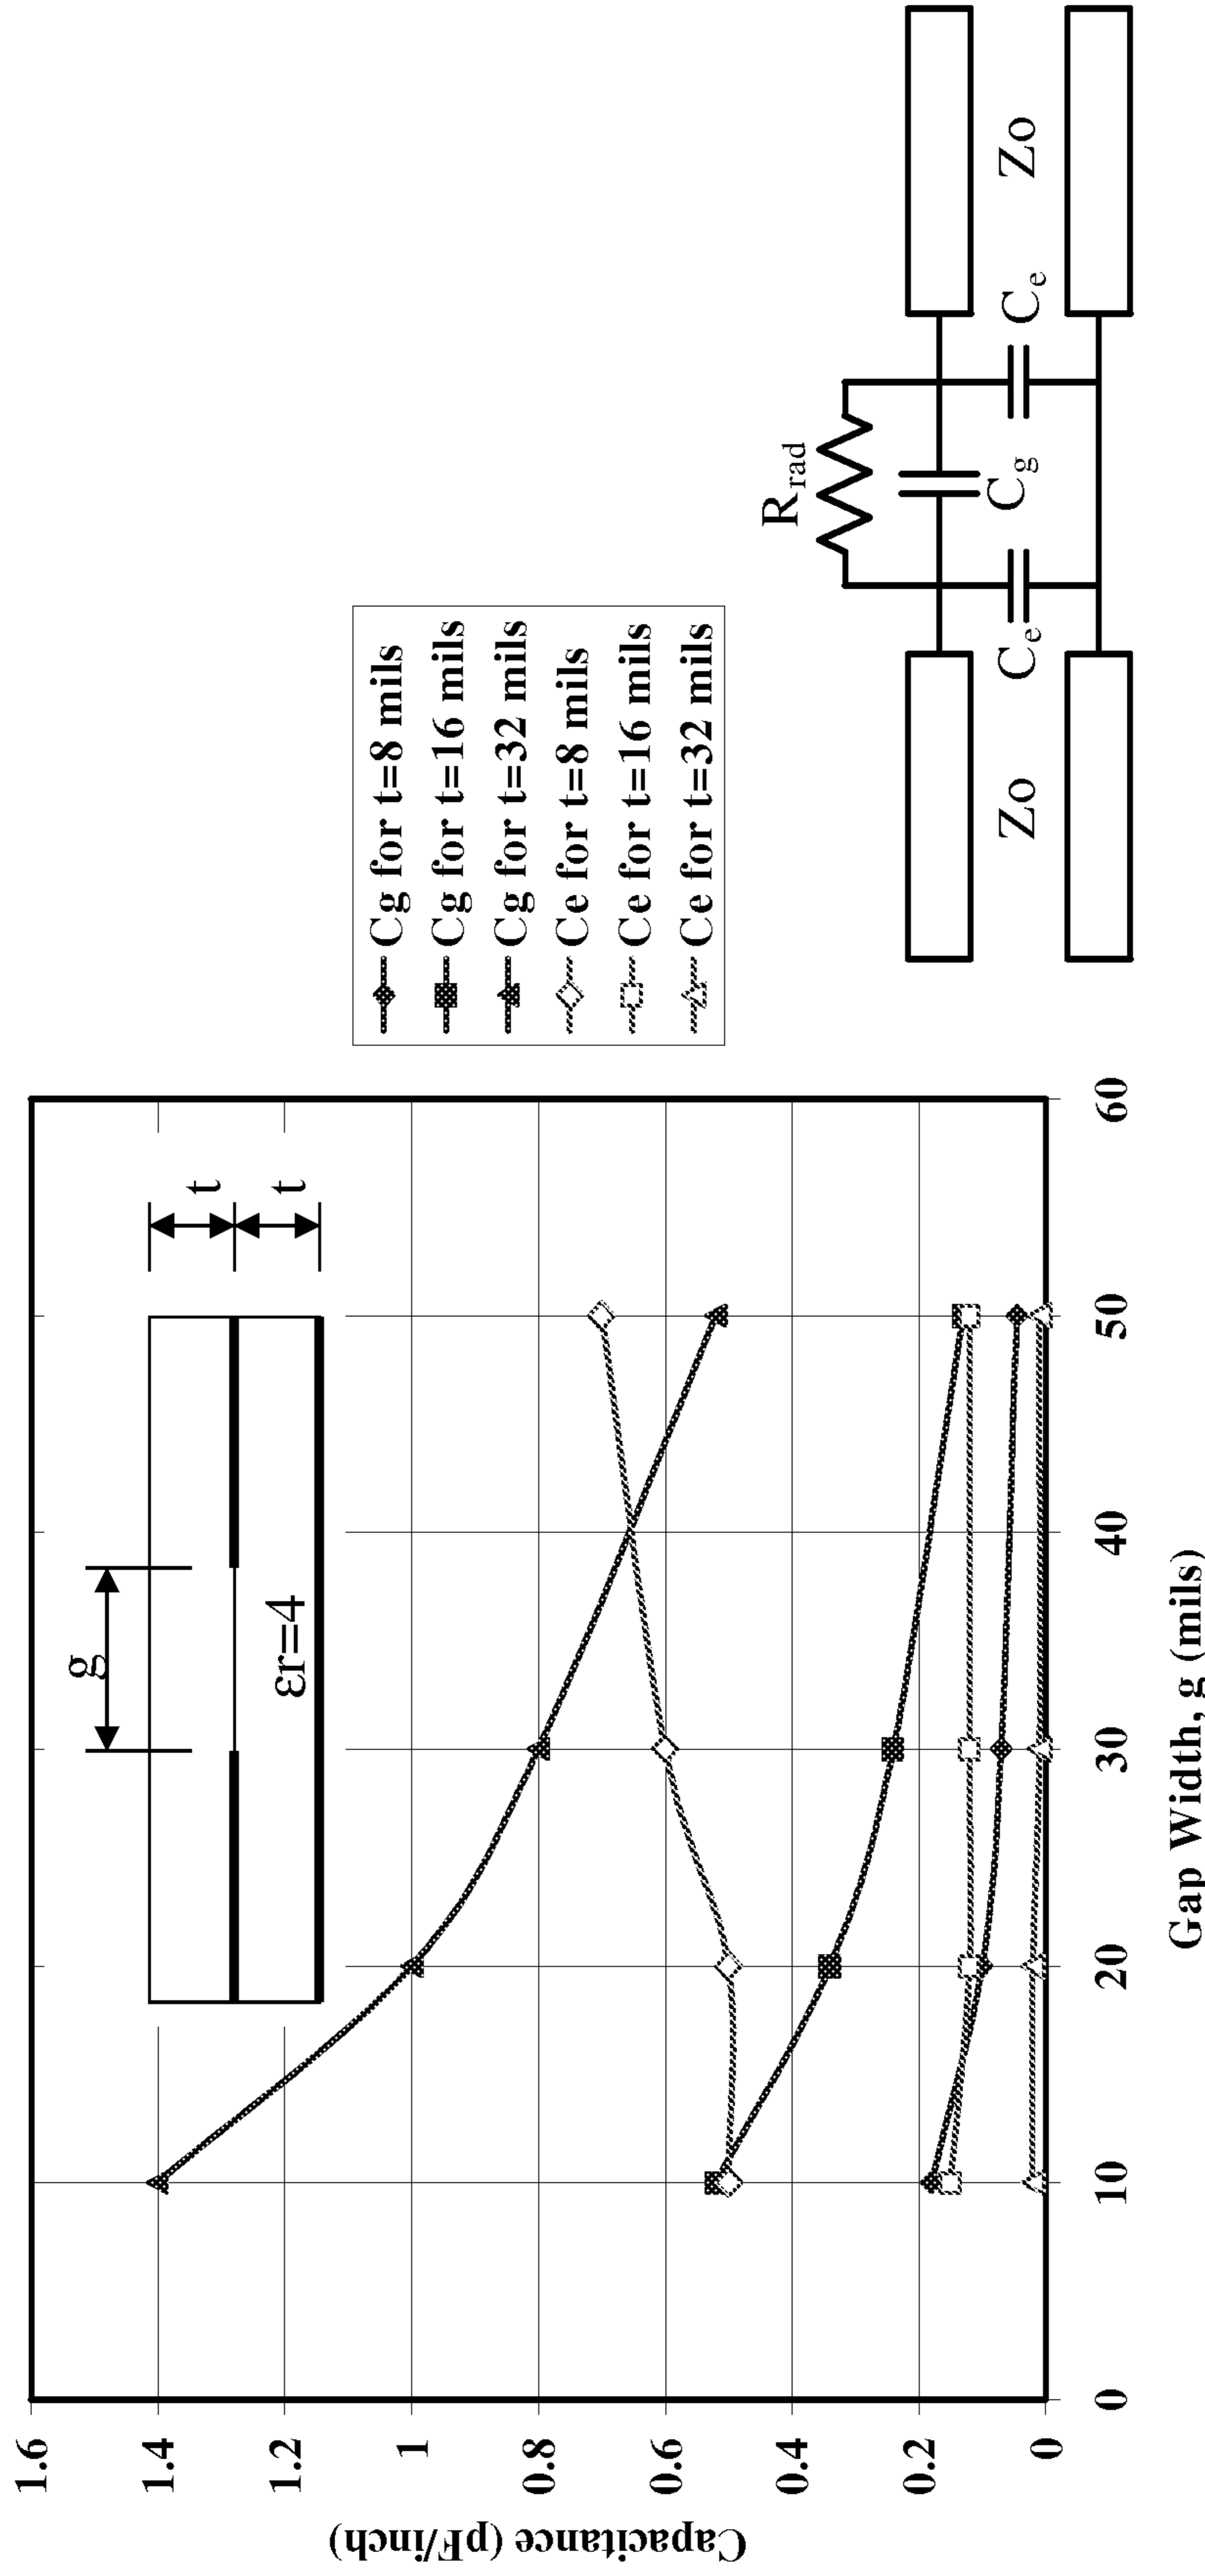 Capacitance (pF/inch)
1.6
1.4
1.2
1
0.8
0.6
0.4
0.2
0
0
10
20
30
40
50
60
Gap Width, g (mils)
g
t
t
εr=4
Cg for t=8 mils
Cg for t=16 mils
Cg for t=32 mils
Ce for t=8 mils
Ce for t=16 mils
Ce for t=32 mils
Rrad
Cg
Ce
Ce
Zo
Zo